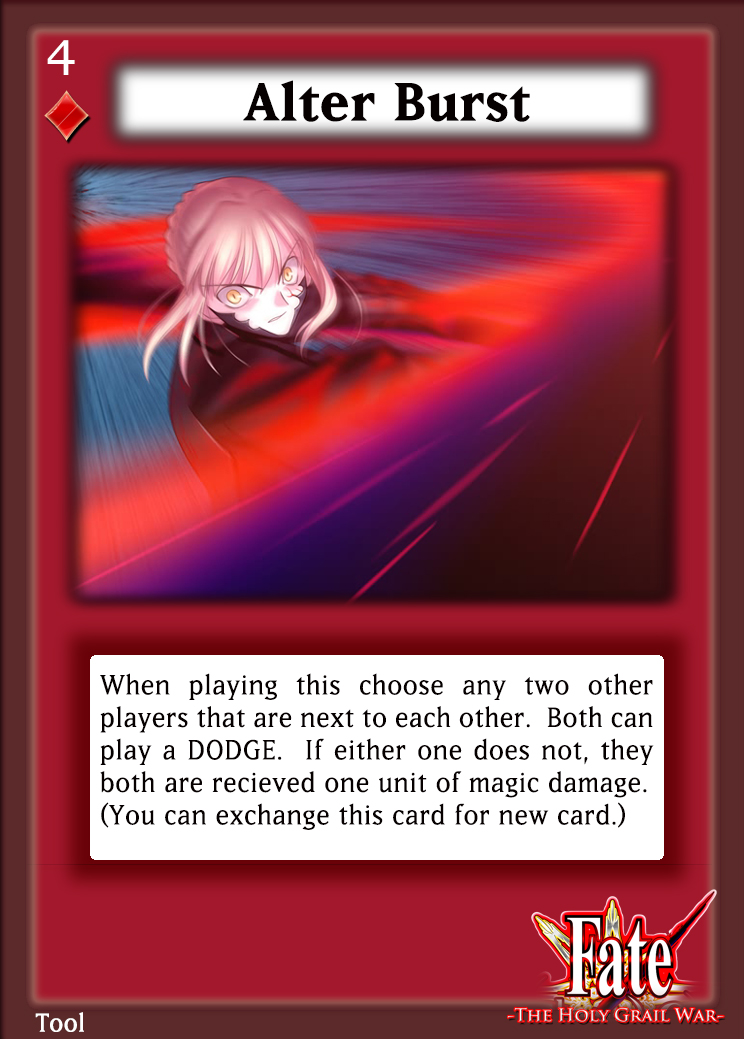 4
Alter Burst
When playing this choose any two other
players that are next to each other. Both can
play a DODGE. If either one does not, they
both are recieved one unit of magic damage.
(You can exchange this card for new card.)
Fate
-THE HOLY GRAIL WAR-
Tool